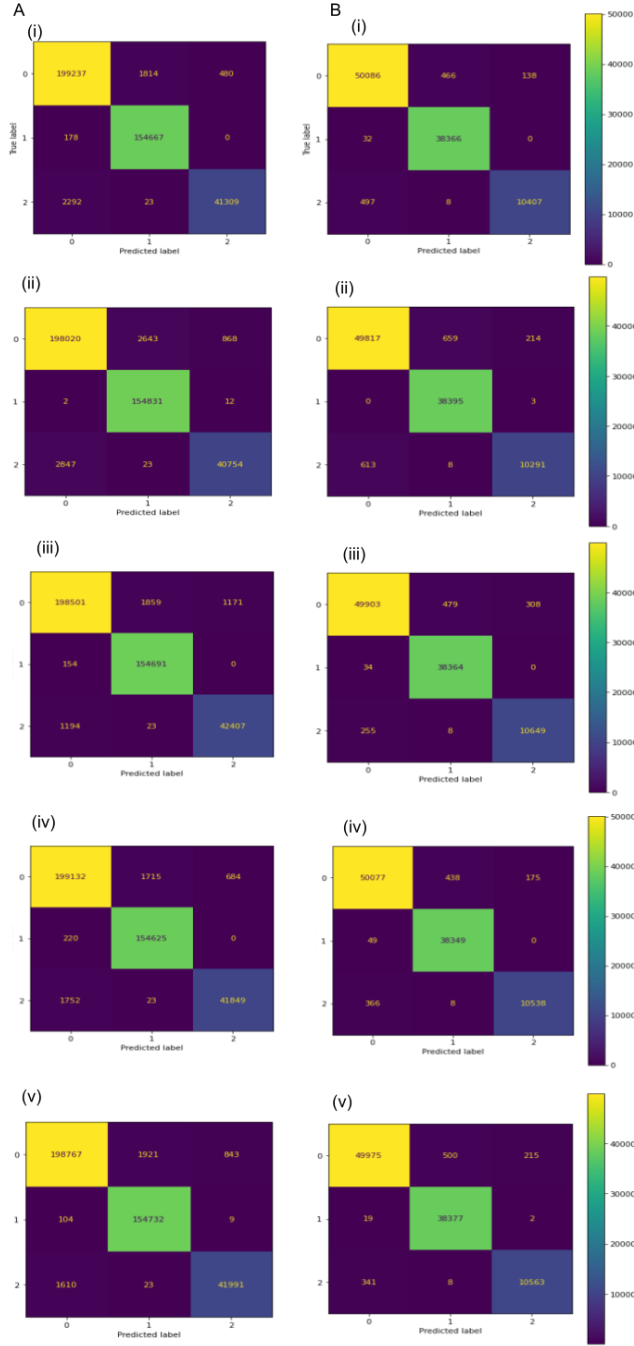 A
B
(i)
(i)
0 199237 1814 480
True label
1 178 154667 0
2 2292 23 41309
0 1 2
Predicted label
0 50086 466 138
1 32 38366 0
2 497 8 10407
0 1 2
Predicted label
50000
40000
30000
20000
10000
0
(ii)
(ii)
0 198020 2643 868
1 2 154831 12
2 2847 23 40754
0 1 2
Predicted label
0 49817 659 214
1 0 38395 3
2 613 8 10291
0 1 2
Predicted label
40000
30000
20000
10000
0
(iii)
(iii)
0 198501 1859 1171
1 154 154691 0
2 1194 23 42407
0 1 2
Predicted label
0 49903 479 308
1 34 38364 0
2 255 8 10649
0 1 2
Predicted label
40000
30000
20000
10000
0
(iv)
(iv)
0 199132 1715 684
1 220 154625 0
2 1752 23 41849
0 1 2
Predicted label
0 50077 438 175
1 49 38349 0
2 366 8 10538
0 1 2
Predicted label
50000
40000
30000
20000
10000
0
(v)
(v)
0 198767 1921 843
1 104 154732 9
2 1610 23 41991
0 1 2
Predicted label
0 49975 500 215
1 19 38377 2
2 341 8 10563
0 1 2
Predicted label
40000
30000
20000
10000